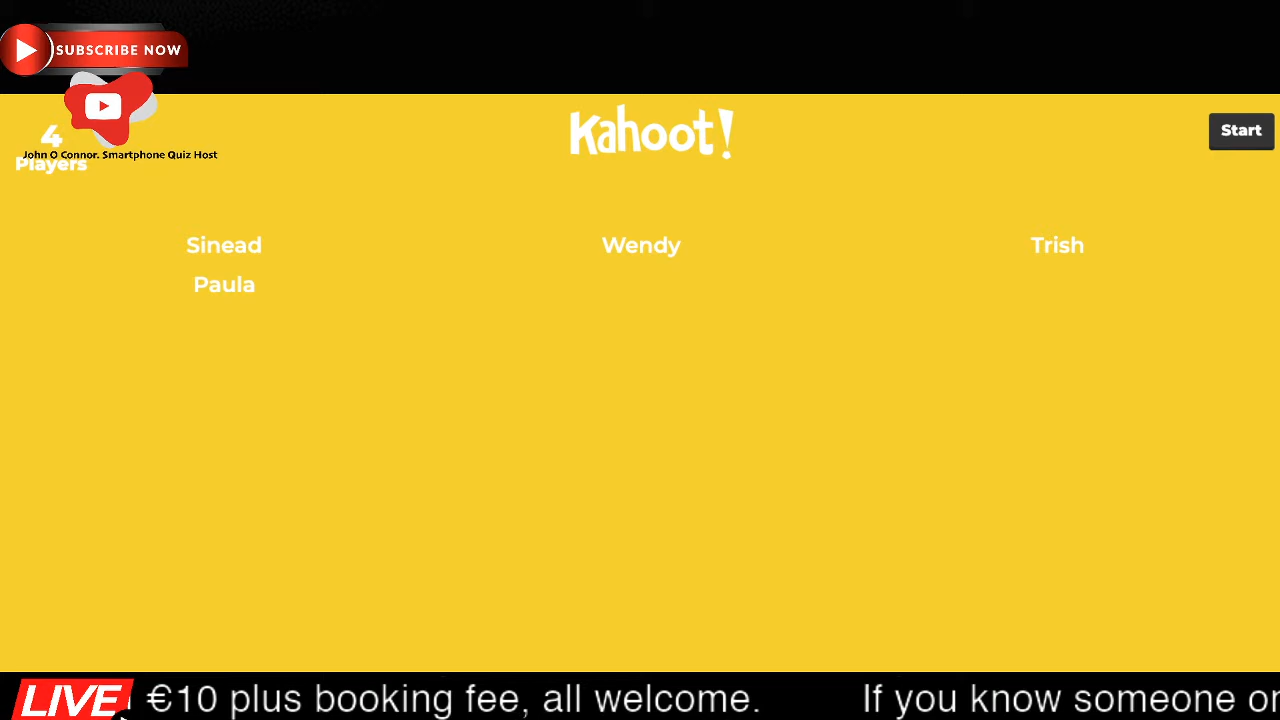 SUBSCRIBE NOW
Kahoot!
4
Players
John O Connor. Smartphone Quiz Host
Start
Sinead
Wendy
Trish
Paula
LIVE
€10 plus booking fee, all welcome.
If you know someone or